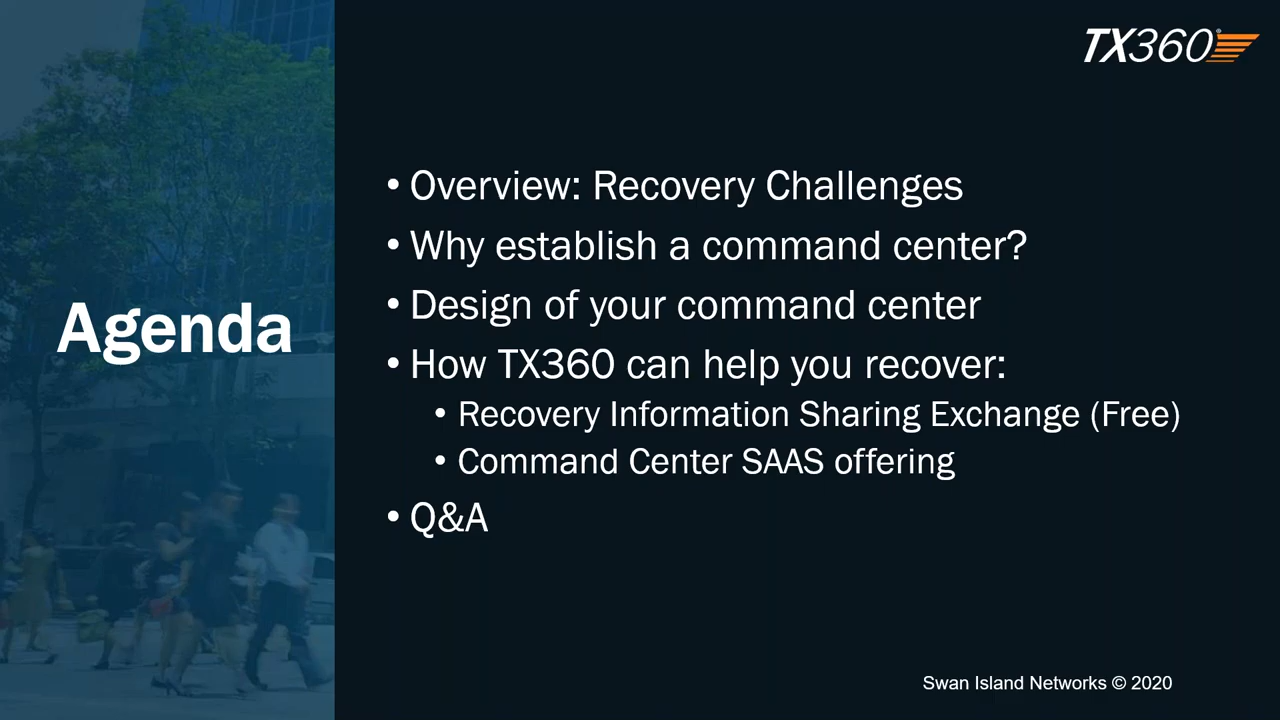 TX360
Agenda
• Overview: Recovery Challenges
• Why establish a command center?
• Design of your command center
• How TX360 can help you recover:
• Recovery Information Sharing Exchange (Free)
• Command Center SAAS offering
• Q&A
Swan Island Networks © 2020